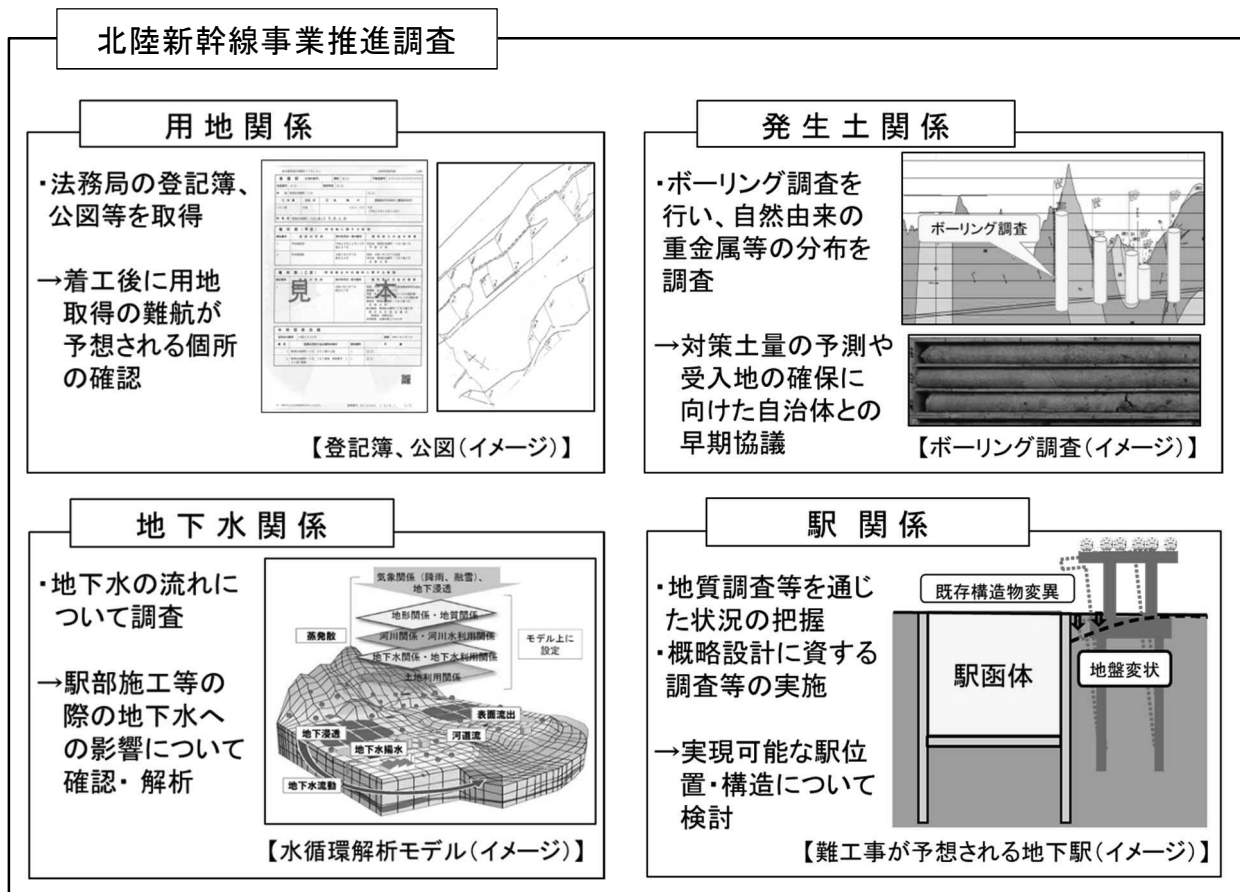 北陸新幹線事業推進調査
用地関係
・法務局の登記簿、
公図等を取得
→着工後に用地
取得の難航が
予想される個所
の確認
見本
【登記簿、公図(イメージ)】
発生土関係
・ボーリング調査を
行い、自然由来の
重金属等の分布を
調査
→対策土量の予測や
受入地の確保に
向けた自治体との
早期協議
ボーリング調査
【ボーリング調査(イメージ)】
地下水関係
・地下水の流れに
ついて調査
→駅部施工等の
際の地下水へ
の影響について
確認・ 解析
気象関係(降雨、融雪)、
地下浸透
地形関係・地質関係
蒸発散
河川関係・河川水利用関係
モデル上に
設定
地下水関係・地下水利用関係
土地利用関係
表面流出
地下浸透
河道流
地下水揚水
地下水流動
【水循環解析モデル(イメージ)】
駅 関係
・地質調査等を通じ
た状況の把握
・概略設計に資する
調査等の実施
→実現可能な駅位
置・構造について
検討
既存構造物変異
駅函体
地盤変状
【難工事が予想される地下駅(イメージ)】